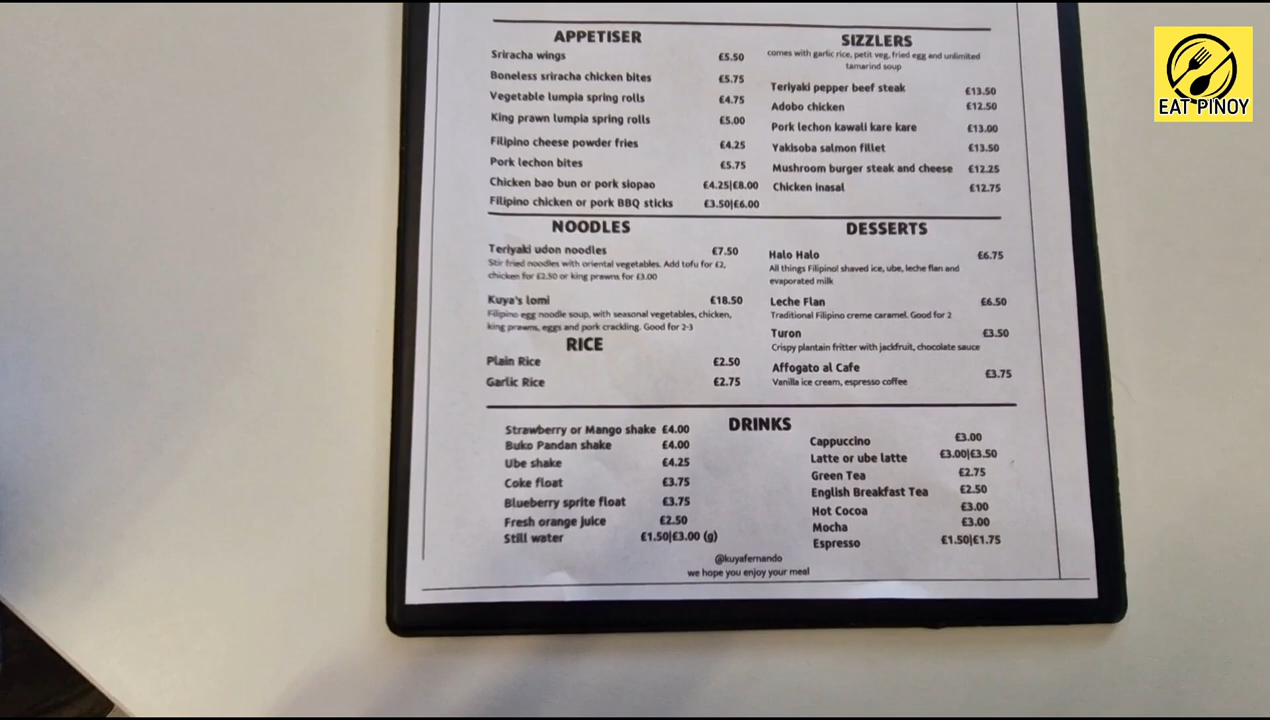 APPETISER
Sriracha wings £5.50
Boneless sriracha chicken bites £5.75
Vegetable lumpia spring rolls £4.75
King prawn lumpia spring rolls £5.00
Filipino cheese powder fries £4.25
Pork lechon bites £5.75
Chicken bao bun or pork siopao £4.25|£8.00
Filipino chicken or pork BBQ sticks £3.50|£6.00
SIZZLERS
comes with garlic rice, petit veg, fried egg and unlimited
tamarind soup
Teriyaki pepper beef steak £13.50
Adobo chicken £12.50
Pork lechon kawali kare kare £13.00
Yakisoba salmon fillet £13.50
Mushroom burger steak and cheese £12.25
Chicken inasal £12.75
NOODLES
Teriyaki udon noodles £7.50
Stir fried noodles with oriental vegetables. Add tofu for £2,
chicken for £2.50 or king prawns for £3.00
Kuya's lomi £18.50
Filipino egg noodle soup, with seasonal vegetables, chicken,
king prawns, eggs and pork crackling. Good for 2-3
RICE
Plain Rice £2.50
Garlic Rice £2.75
DESSERTS
Halo Halo £6.75
All things Filipino! shaved ice, ube, leche flan and
evaporated milk
Leche Flan £6.50
Traditional Filipino creme caramel. Good for 2
Turon £3.50
Crispy plantain fritter with jackfruit, chocolate sauce
Affogato al Cafe £3.75
Vanilla ice cream, espresso coffee
DRINKS
Strawberry or Mango shake £4.00
Buko Pandan shake £4.00
Ube shake £4.25
Coke float £3.75
Blueberry sprite float £3.75
Fresh orange juice £2.50
Still water £1.50|£3.00 (g)
Cappuccino £3.00
Latte or ube latte £3.00|£3.50
Green Tea £2.75
English Breakfast Tea £2.50
Hot Cocoa £3.00
Mocha £3.00
Espresso £1.50|£1.75
@kuyafernando
we hope you enjoy your meal
EAT PINOY